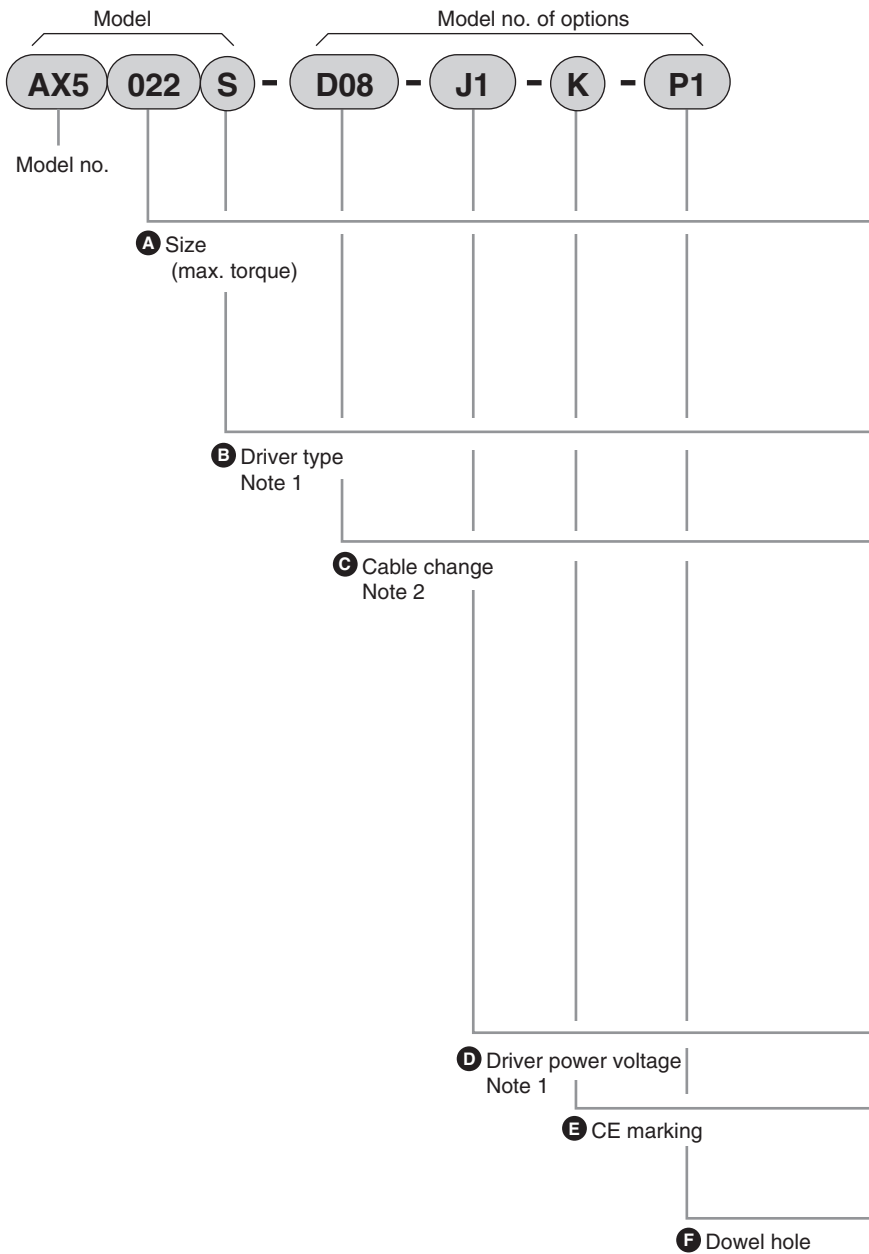 Model Model no. of options
AX5 022 S - D08 - J1 - K - P1
Model no.
A Size
(max. torque)
B Driver type
Note 1
C Cable change
Note 2
D Driver power voltage
Note 1
E CE marking
F Dowel hole